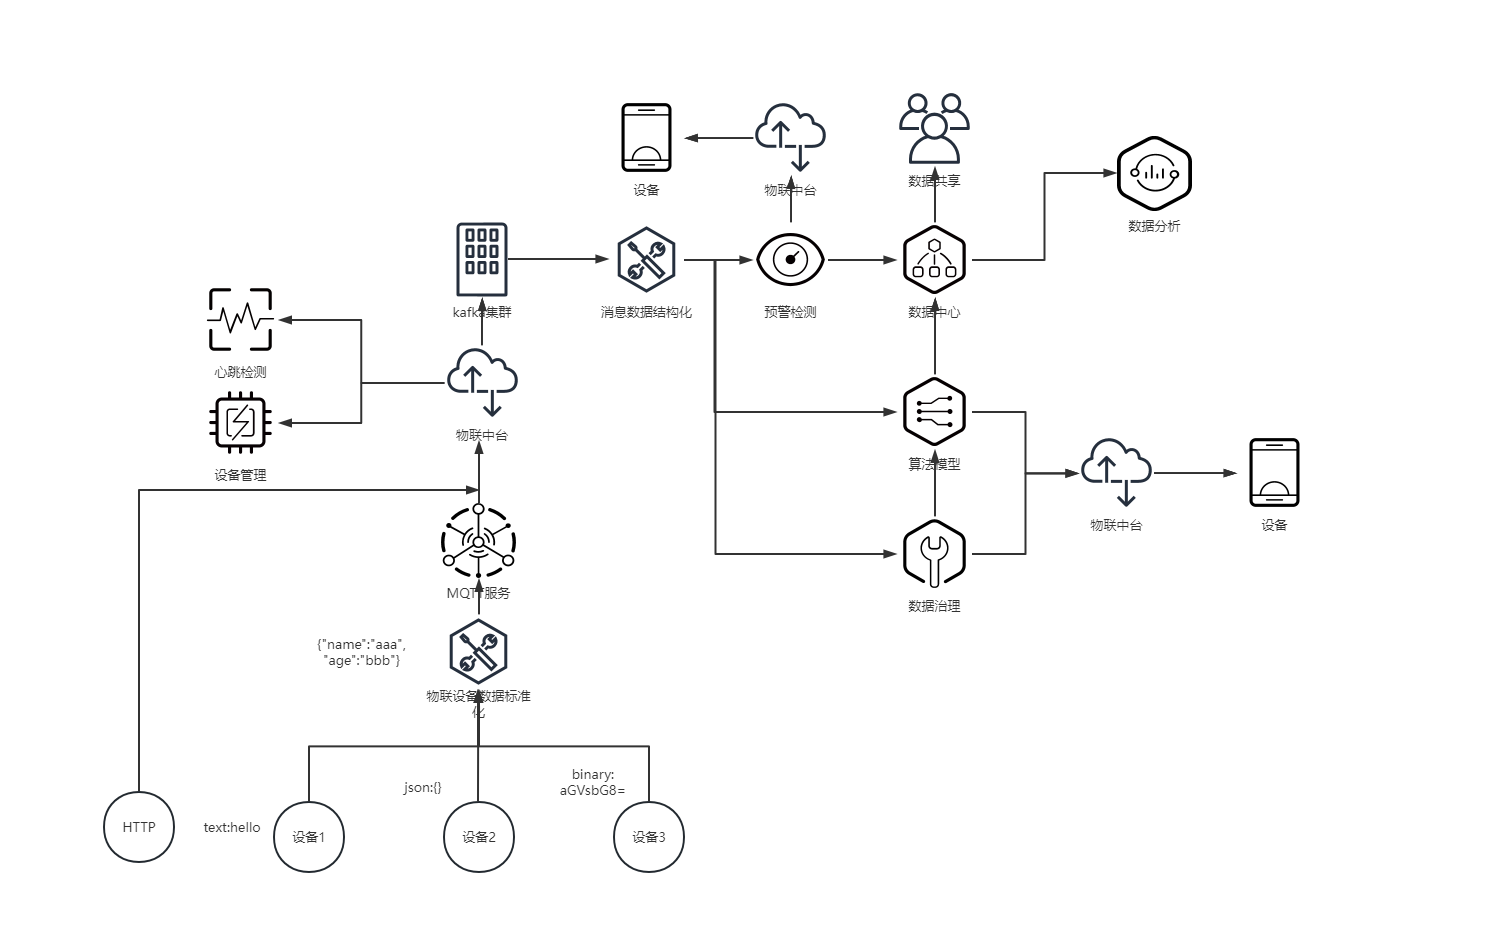 设备
物联中台
数据共享
数据分析
kafka集群
消息数据结构化
预警检测
数据中心
心跳检测
物联中台
算法模型
设备管理
物联中台
设备
MQTT服务
数据治理
{"name":"aaa",
"age":"bbb"}
物联设备数据标准
化
json:{}
binary:
aGVsbG8=
HTTP
text:hello
设备1
设备2
设备3